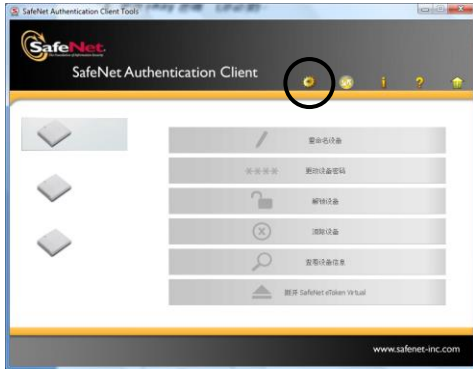 SafeNet Authentication Client Tools
SafeNet.
SafeNet Authentication Client
重命名设备
更改设备密码
解锁设备
清除设备
查看设备信息
断开 SafeNet eToken Virtual
www.safenet-inc.com